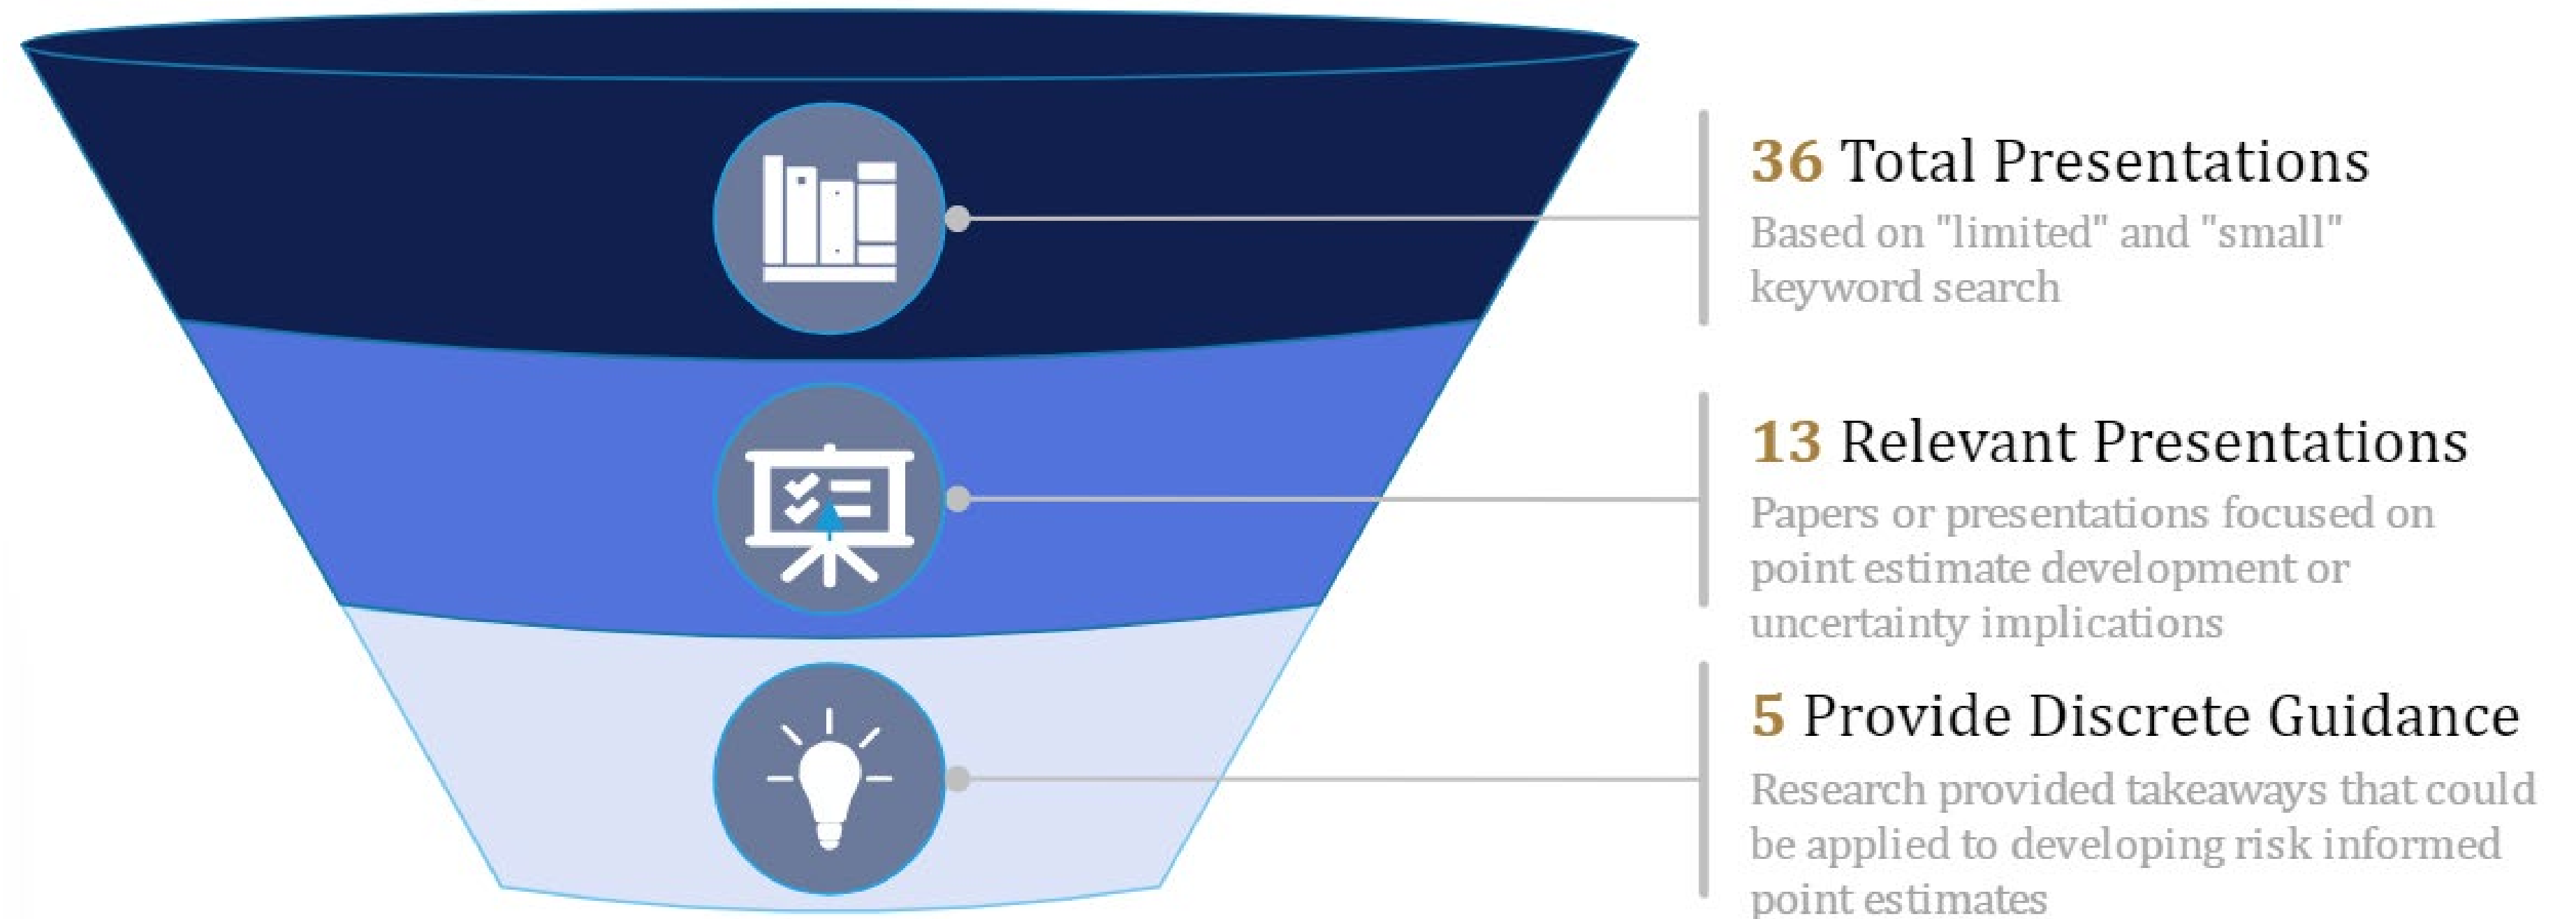 36 Total Presentations
Based on "limited" and "small"
keyword search
13 Relevant Presentations
Papers or presentations focused on
point estimate development or
uncertainty implications
5 Provide Discrete Guidance
Research provided takeaways that could
be applied to developing risk informed
point estimates